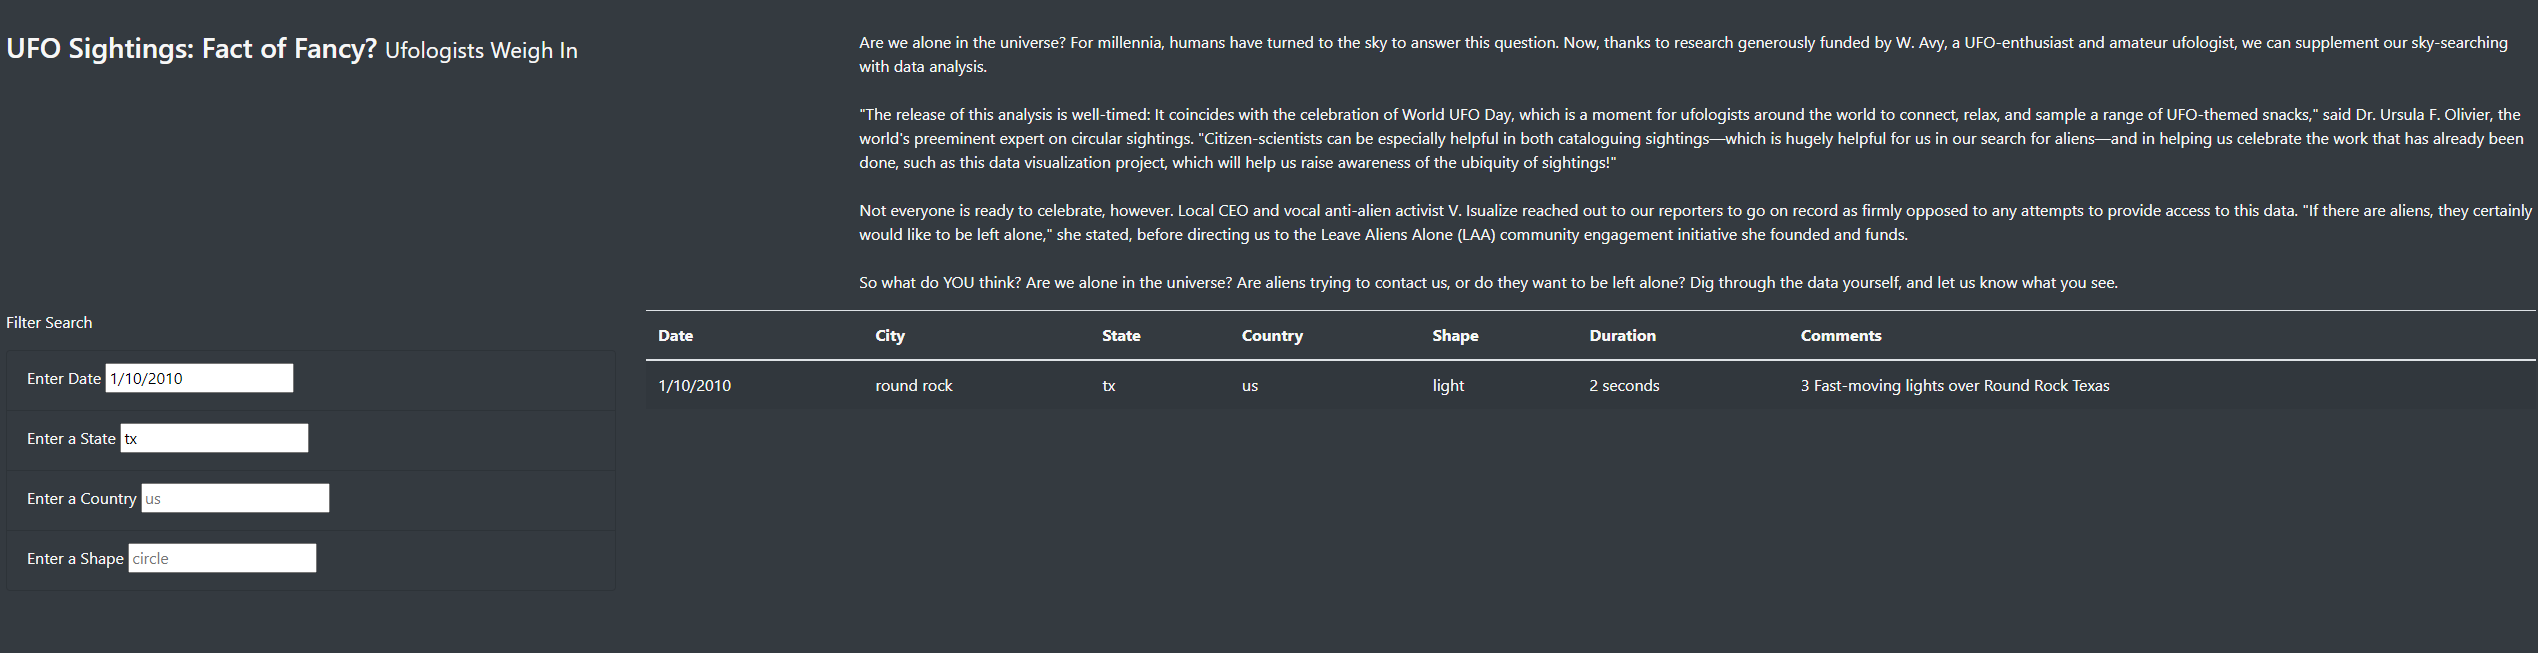 UFO Sightings: Fact of Fancy? Ufologists Weigh In
Are we alone in the universe? For millennia, humans have turned to the sky to answer this question. Now, thanks to research generously funded by W. Avy, a UFO-enthusiast and amateur ufologist, we can supplement our sky-searching
with data analysis.
"The release of this analysis is well-timed: It coincides with the celebration of World UFO Day, which is a moment for ufologists around the world to connect, relax, and sample a range of UFO-themed snacks," said Dr. Ursula F. Olivier, the
world's preeminent expert on circular sightings. "Citizen-scientists can be especially helpful in both cataloguing sightings—which is hugely helpful for us in our search for aliens—and in helping us celebrate the work that has already been
done, such as this data visualization project, which will help us raise awareness of the ubiquity of sightings!"
Not everyone is ready to celebrate, however. Local CEO and vocal anti-alien activist V. Isualize reached out to our reporters to go on record as firmly opposed to any attempts to provide access to this data. "If there are aliens, they certainly
would like to be left alone," she stated, before directing us to the Leave Aliens Alone (LAA) community engagement initiative she founded and funds.
So what do YOU think? Are we alone in the universe? Are aliens trying to contact us, or do they want to be left alone? Dig through the data yourself, and let us know what you see.
Filter Search
Enter Date 1/10/2010
Enter a State tx
Enter a Country us
Enter a Shape circle
Date City State Country Shape Duration Comments
1/10/2010 round rock tx us light 2 seconds 3 Fast-moving lights over Round Rock Texas